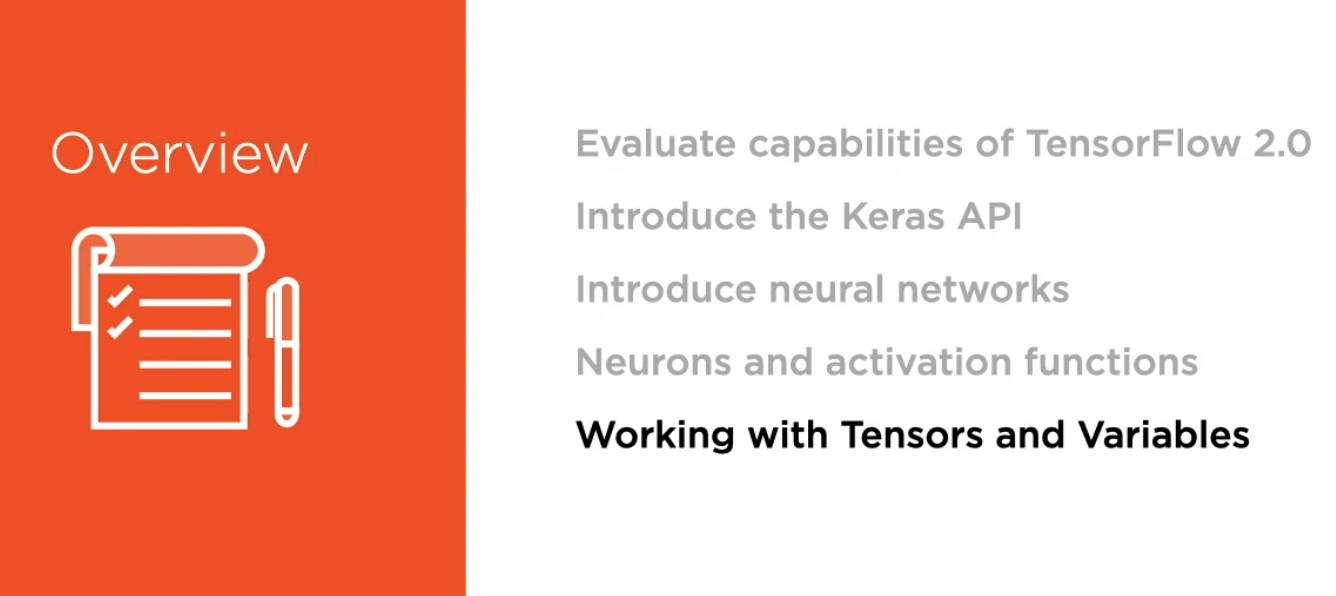 Overview
Evaluate capabilities of TensorFlow 2.0
Introduce the Keras API
Introduce neural networks
Neurons and activation functions
Working with Tensors and Variables